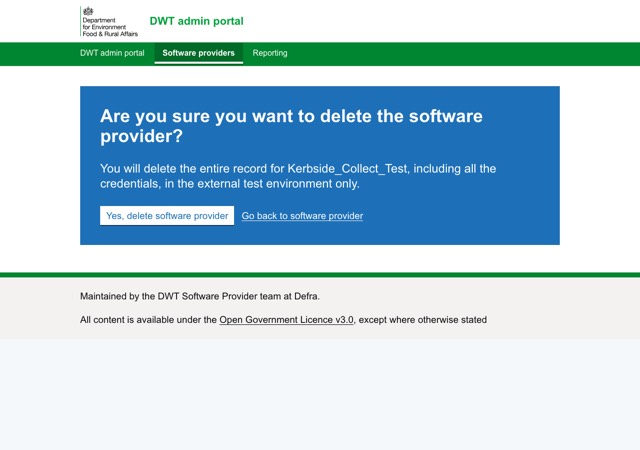 Department
for Environment
Food & Rural Affairs
DWT admin portal
DWT admin portal
Software providers
Reporting
Are you sure you want to delete the software
provider?
You will delete the entire record for Kerbside_Collect_Test, including all the
credentials, in the external test environment only.
Yes, delete software provider
Go back to software provider
Maintained by the DWT Software Provider team at Defra.
All content is available under the Open Government Licence v3.0, except where otherwise stated